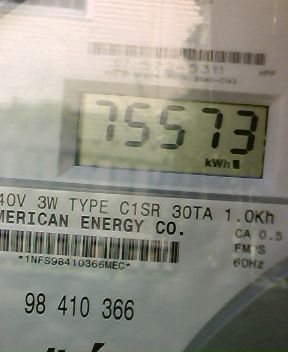 75573
kWh
40V 3W TYPE C1SR 30TA 1.0Kh
MERICAN ENERGY CO.
CA 0.5
*1NFS98410366MEC*
60Hz
98 410 366